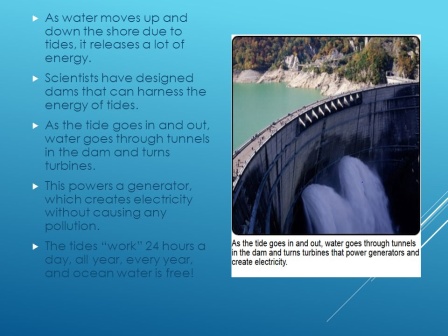 As water moves up and
down the shore due to
tides, it releases a lot of
energy.
Scientists have designed
dams that can harness the
energy of tides.
As the tide goes in and out,
water goes through tunnels
in the dam and turns
turbines.
This powers a generator,
which creates electricity
without causing any
pollution.
The tides “work” 24 hours a
day, all year, every year,
and ocean water is free!
As the tide goes in and out, water goes through tunnels
in the dam and turns turbines that power generators and
create electricity.